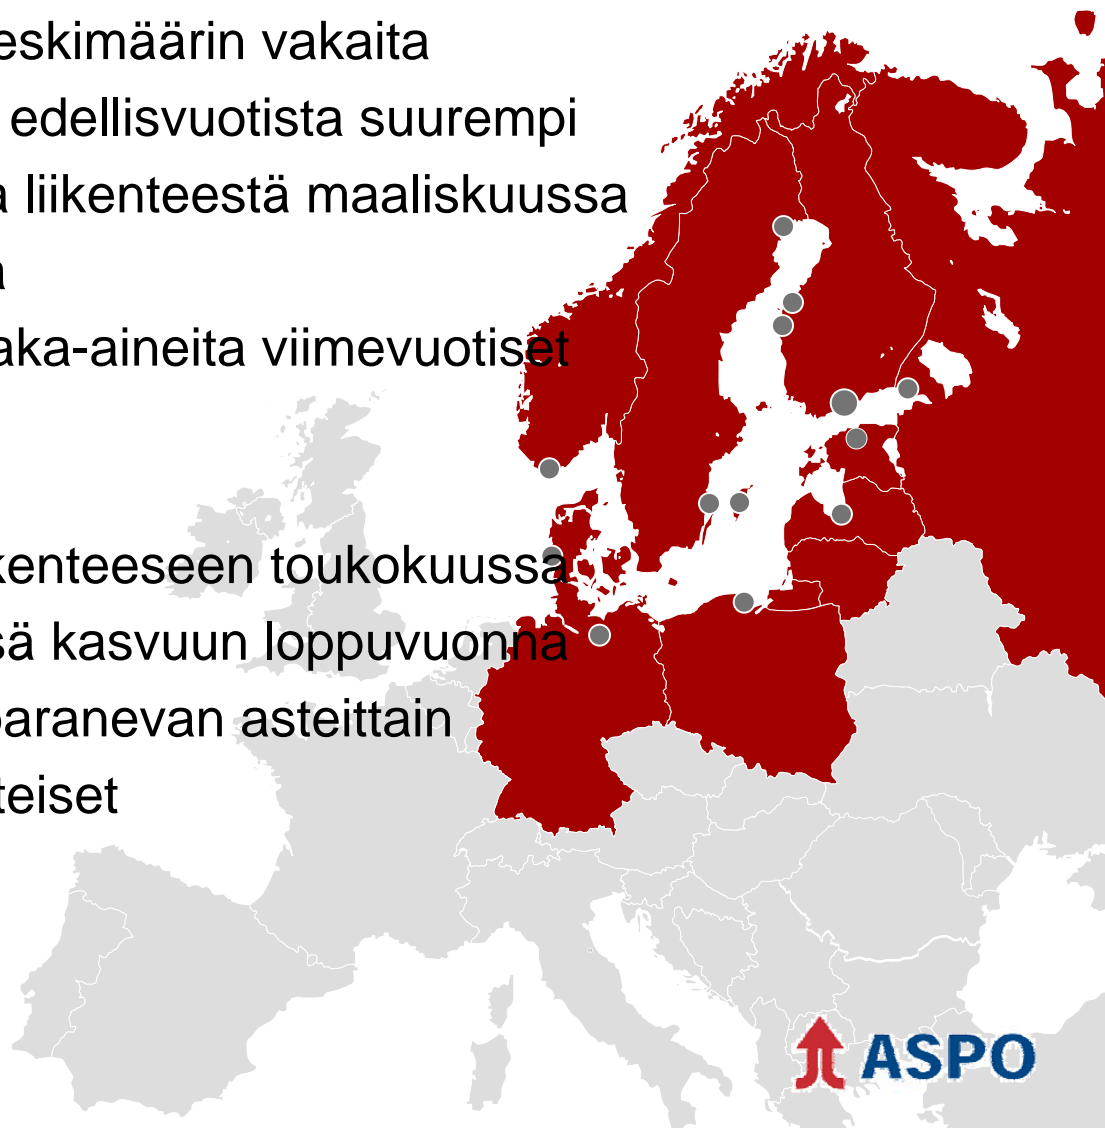 eskimäärin vakaita
edellisvuotista suurempi
liikenteestä maaliskuussa
aka-aineita viimevuotiset
kenteeseen toukokuussa
sä kasvuun loppuvuonna
paranevan asteittain
teiset
ASPO